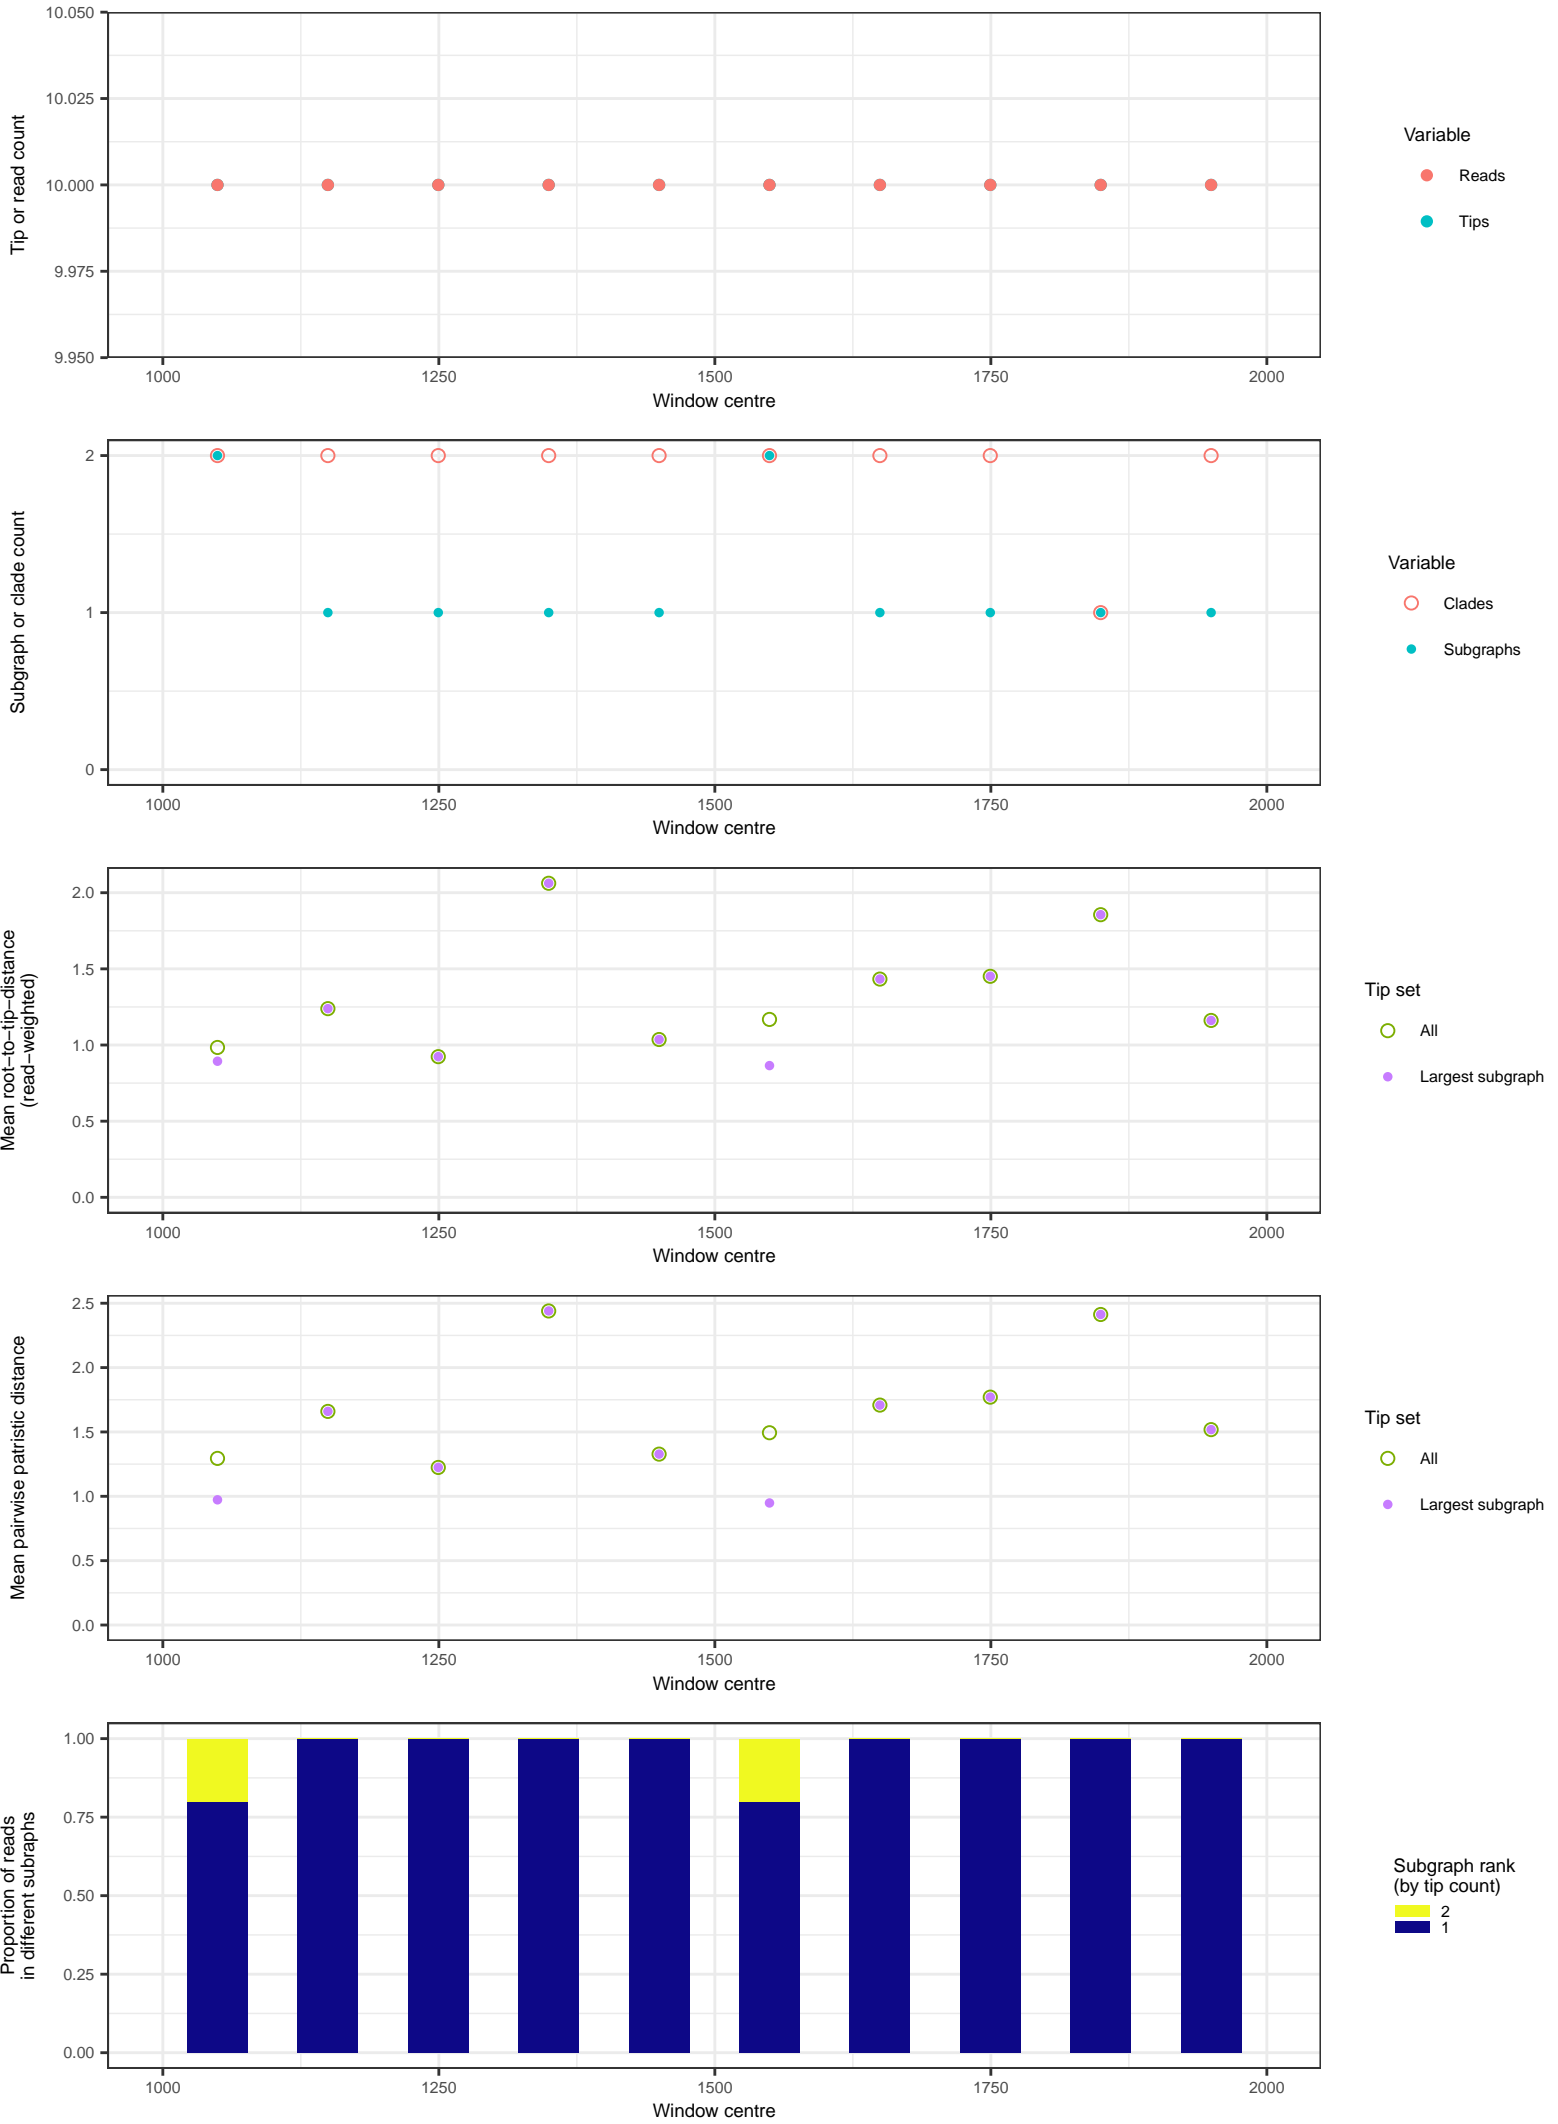 10.050
10.025
10.000
9.975
9.950
Tip or read count
1000 1250 1500 1750 2000
Window centre
Variable
Reads
Tips
2
1
0
Subgraph or clade count
1000 1250 1500 1750 2000
Window centre
Variable
Clades
Subgraphs
2.0
1.5
1.0
0.5
0.0
Mean root−to−tip−distance
(read−weighted)
1000 1250 1500 1750 2000
Window centre
Tip set
All
Largest subgraph
2.5
2.0
1.5
1.0
0.5
0.0
Mean pairwise patristic distance
1000 1250 1500 1750 2000
Window centre
Tip set
All
Largest subgraph
1.00
0.75
0.50
0.25
0.00
Proportion of reads
in different subraphs
1000 1250 1500 1750 2000
Window centre
Subgraph rank
(by tip count)
2
1